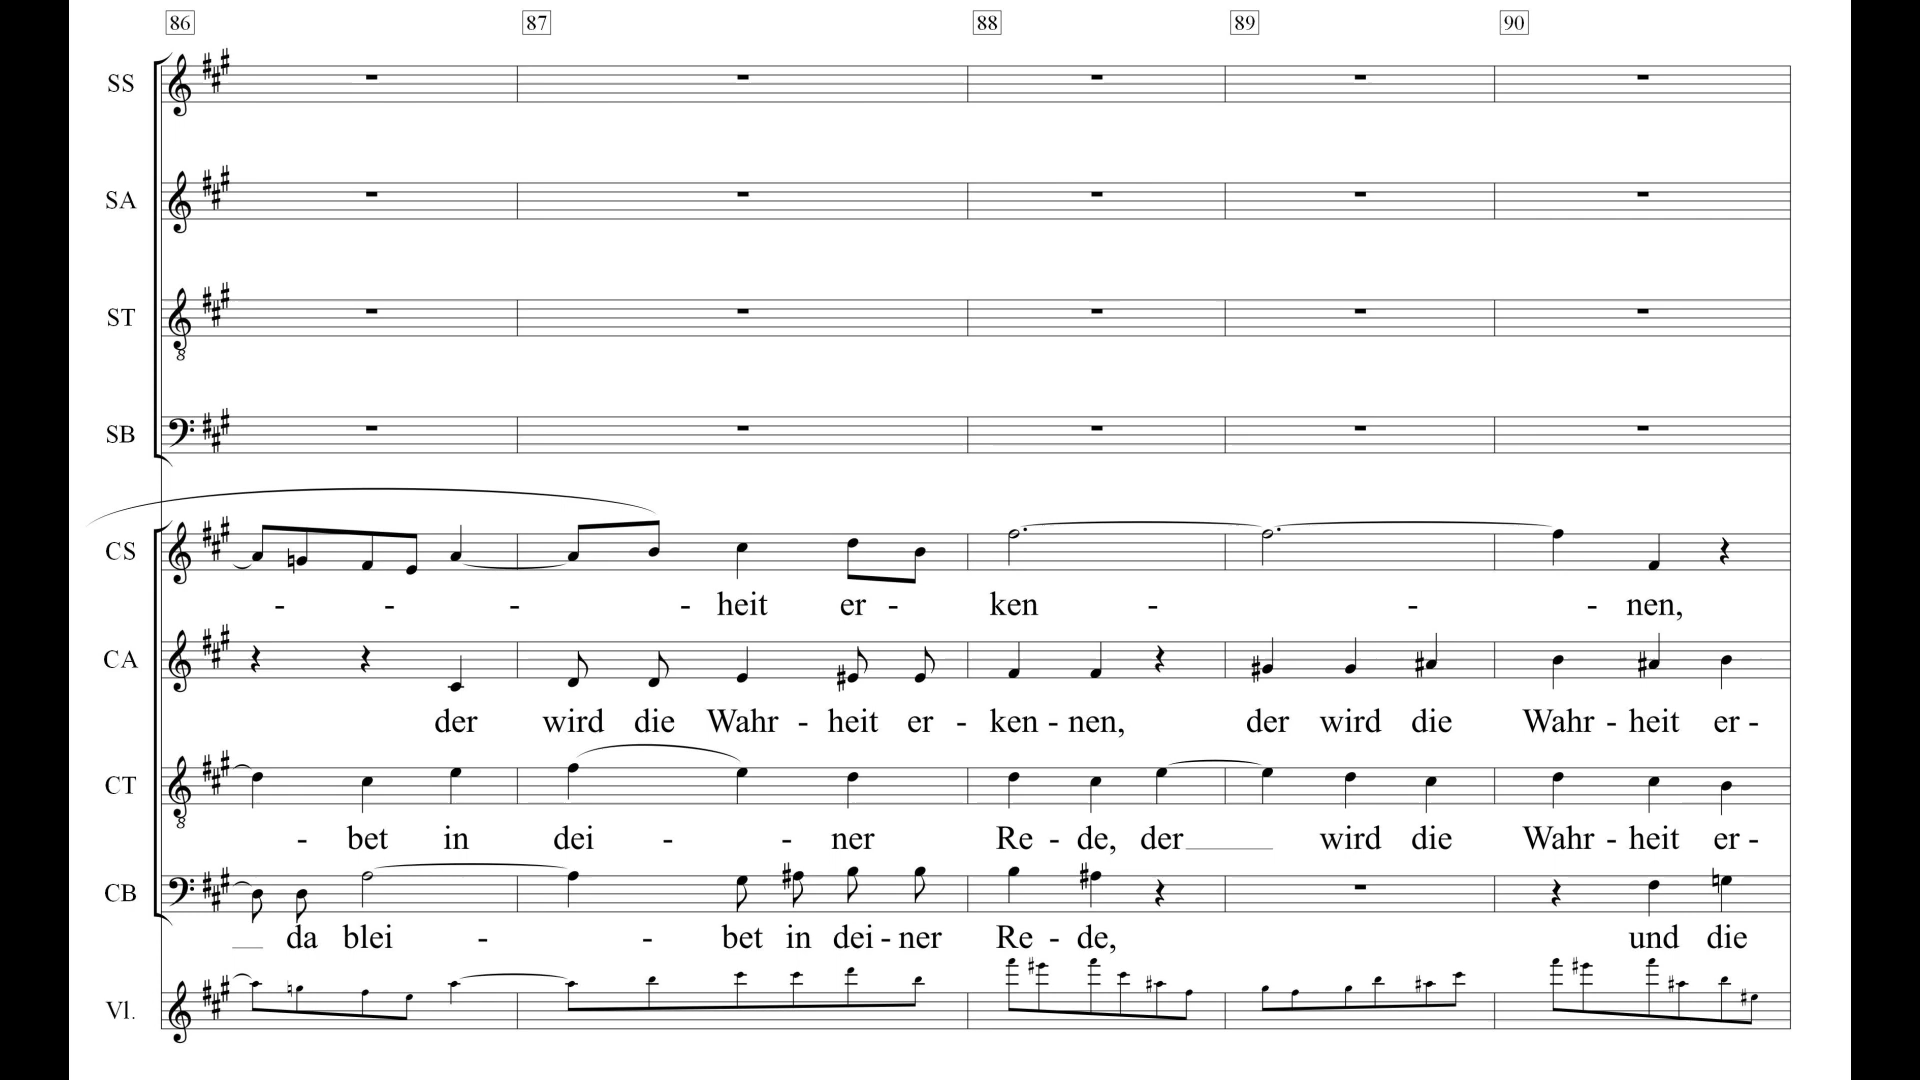 86 87 88 89 90
SS
SA
ST
SB
CS
- - - - heit er - ken - - - nen,
CA
der wird die Wahr - heit er - ken - nen, der wird die Wahr - heit er -
CT
- bet in dei - - ner Re - de, der wird die Wahr - heit er -
CB
da blei - - bet in dei - ner Re - de, und die
Vl.